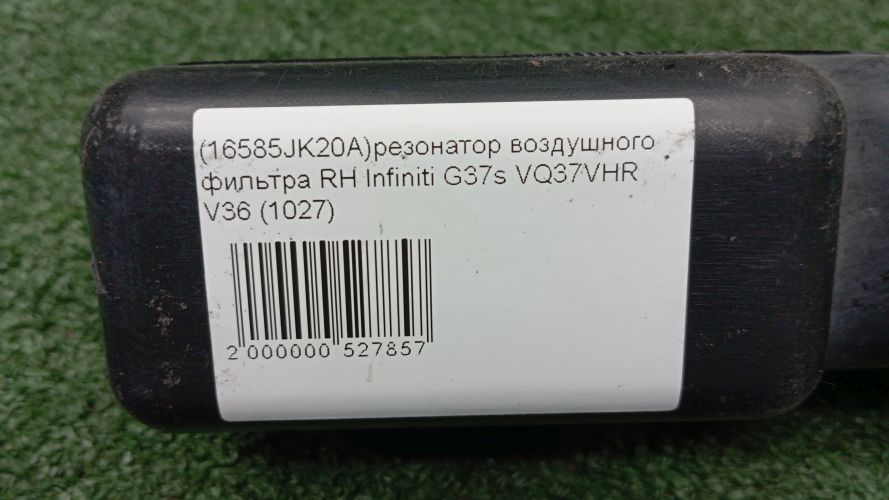 (16585JK20A)резонатор воздушного
фильтра RH Infiniti G37s VQ37VHR
V36 (1027)
2 000000 527857